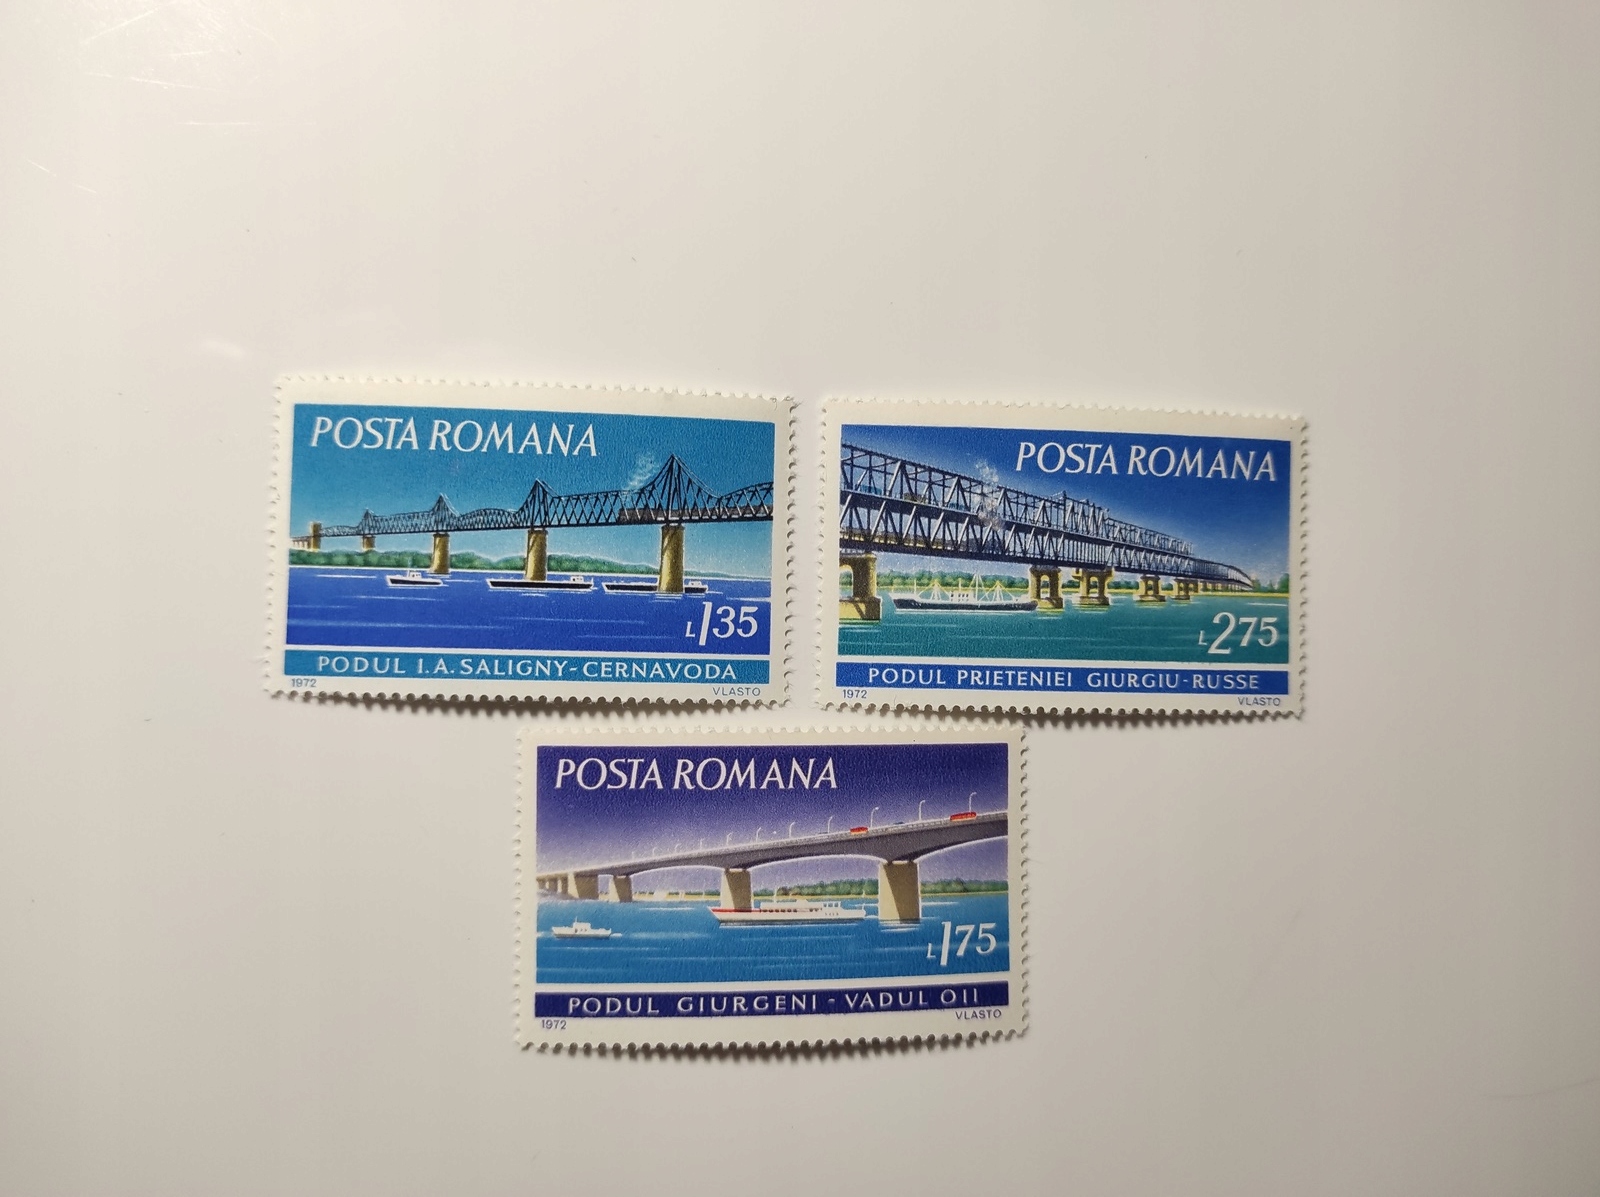 POSTA ROMANA
L 1 35
PODUL I.A. SALIGNY-CERNAVODA
1972 VLASTO
POSTA ROMANA
L 2 75
PODUL PRIETENIEI GIURGIU-RUSSE
1972 VLASTO
POSTA ROMANA
L 1 75
PODUL GIURGENI - VADUL OII
1972 VLASTO